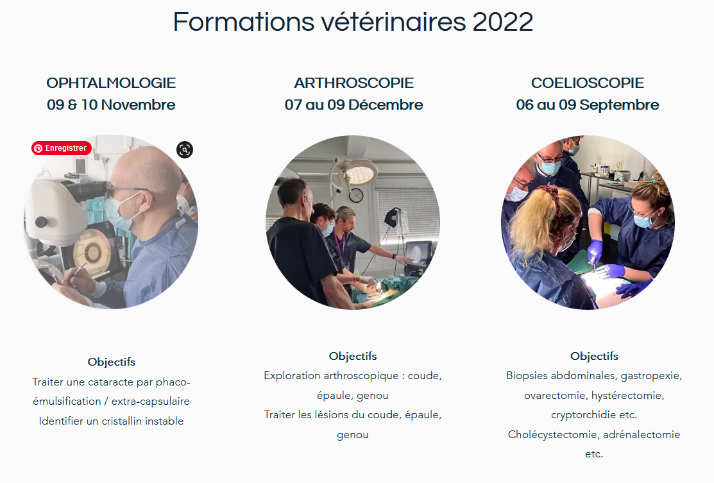 Formations vétérinaires 2022
OPHTALMOLOGIE
09 & 10 Novembre
Enregistrer
Objectifs
Traiter une cataracte par phaco-
émulsification / extra-capsulaire
Identifier un cristallin instable
ARTHROSCOPIE
07 au 09 Décembre
Objectifs
Exploration arthroscopique : coude,
épaule, genou
Traiter les lésions du coude, épaule,
genou
COELIOSCOPIE
06 au 09 Septembre
Objectifs
Biopsies abdominales, gastropexie,
ovarectomie, hystérectomie,
cryptorchidie etc.
Cholécystectomie, adrénalectomie
etc.